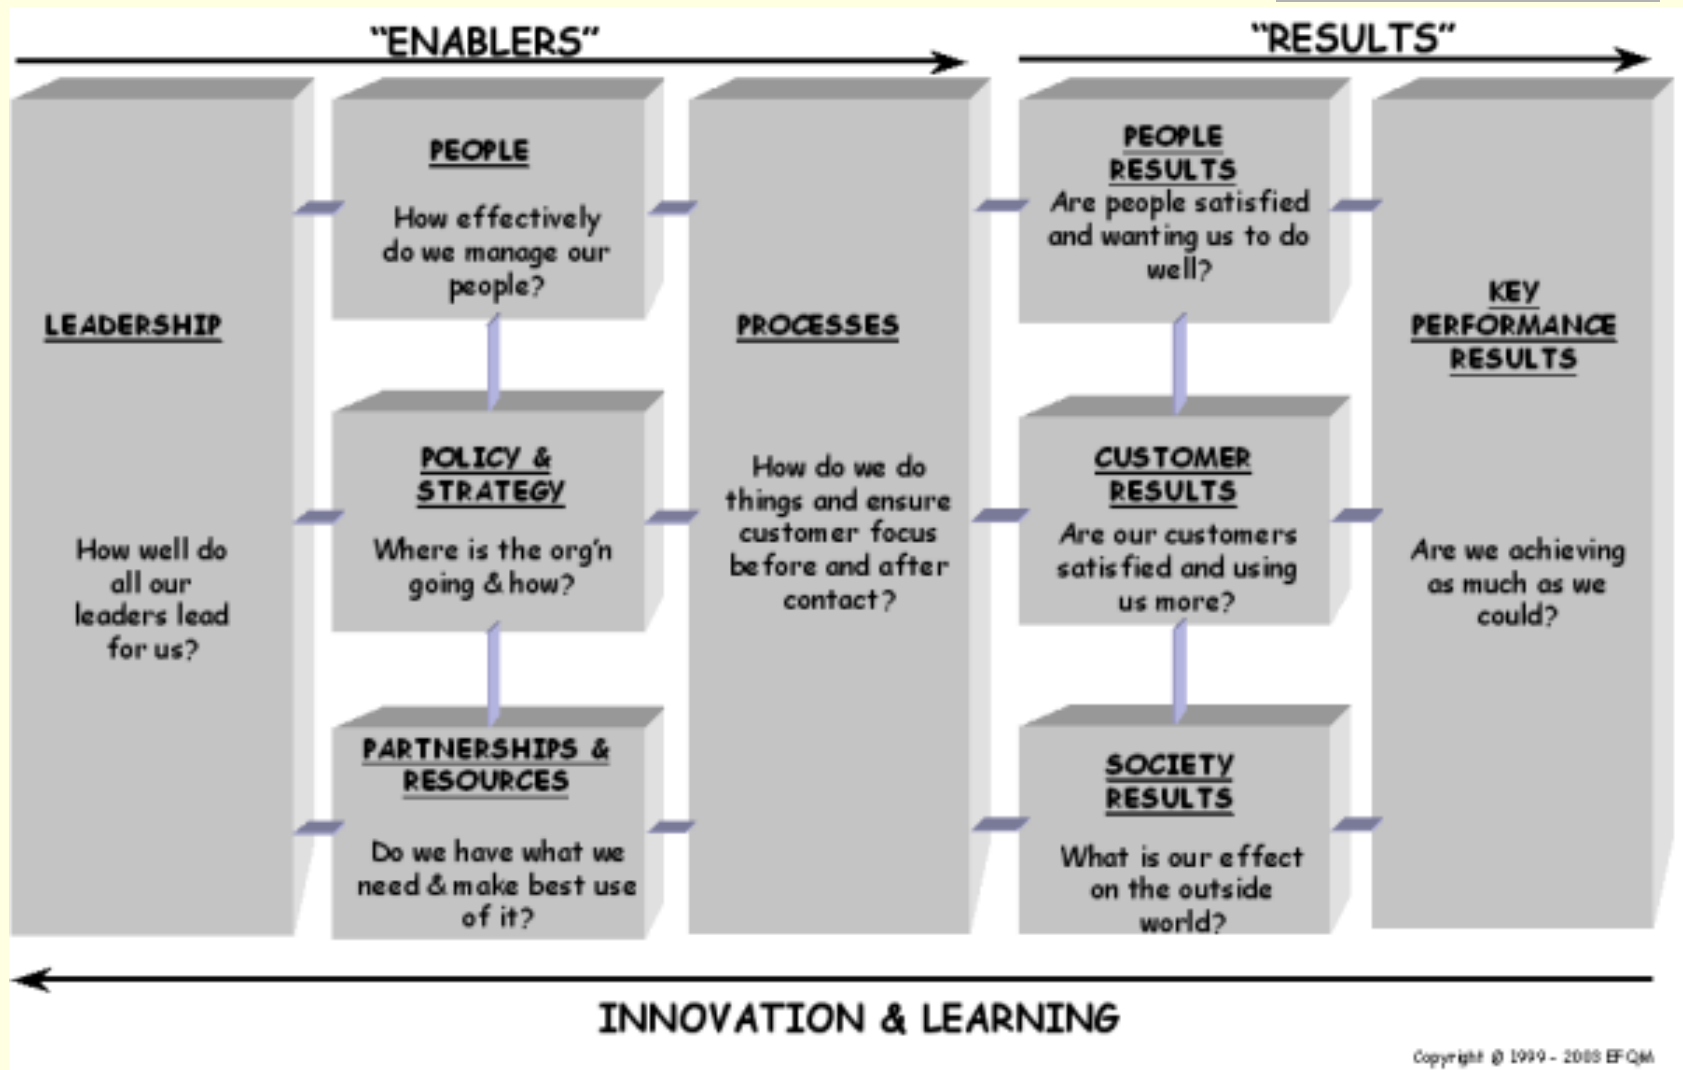 “ENABLERS”
“RESULTS”
LEADERSHIP
How well do
all our
leaders lead
for us?
PEOPLE
How effectively
do we manage our
people?
POLICY &
STRATEGY
Where is the org'n
going & how?
PARTNERSHIPS &
RESOURCES
Do we have what we
need & make best use
of it?
PROCESSES
How do we do
things and ensure
customer focus
before and after
contact?
PEOPLE
RESULTS
Are people satisfied
and wanting us to do
well?
CUSTOMER
RESULTS
Are our customers
satisfied and using
us more?
SOCIETY
RESULTS
What is our effect
on the outside
world?
KEY
PERFORMANCE
RESULTS
Are we achieving
as much as we
could?
INNOVATION & LEARNING
Copyright © 1999 - 2003 EFQM